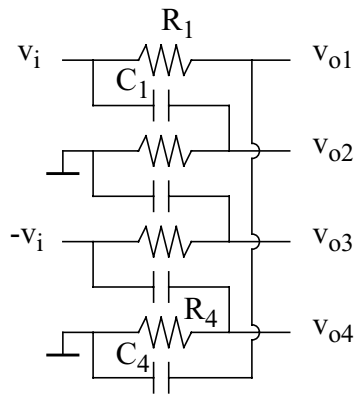 R₁
vᵢ
vₒ₁
C₁
vₒ₂
-vᵢ
vₒ₃
R₄
vₒ₄
C₄